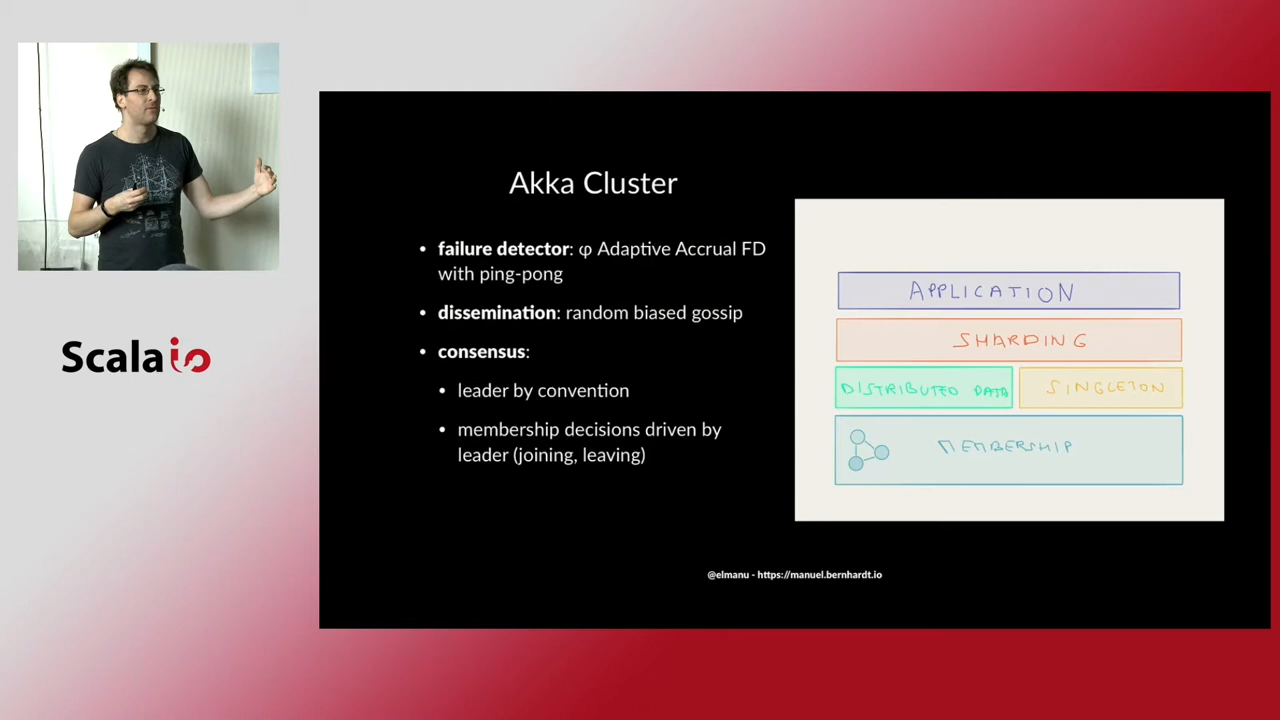 Scala io
Akka Cluster
• failure detector: φ Adaptive Accrual FD
with ping-pong
• dissemination: random biased gossip
• consensus:
• leader by convention
• membership decisions driven by
leader (joining, leaving)
APPLICATION
SHARDING
DISTRIBUTED DATA
SINGLETON
MEMBERSHIP
@elmanu - https://manuel.bernhardt.io